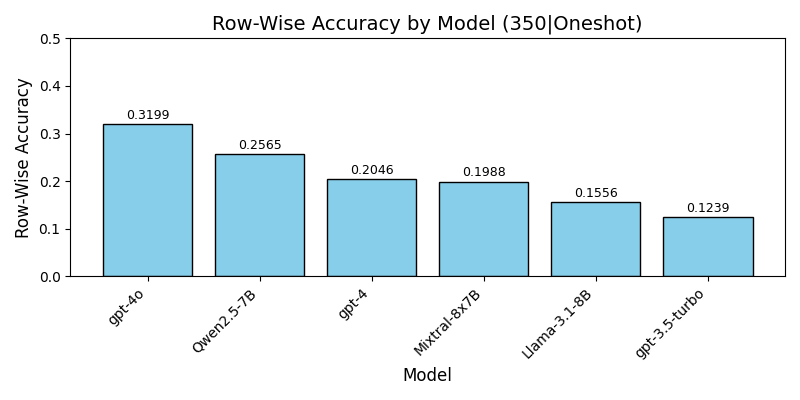 Row-Wise Accuracy by Model (350|Oneshot)
Row-Wise Accuracy
0.5
0.4
0.3
0.2
0.1
0.0
0.3199
0.2565
0.2046
0.1988
0.1556
0.1239
gpt-4o
Qwen2.5-7B
gpt-4
Mixtral-8x7B
Llama-3.1-8B
gpt-3.5-turbo
Model